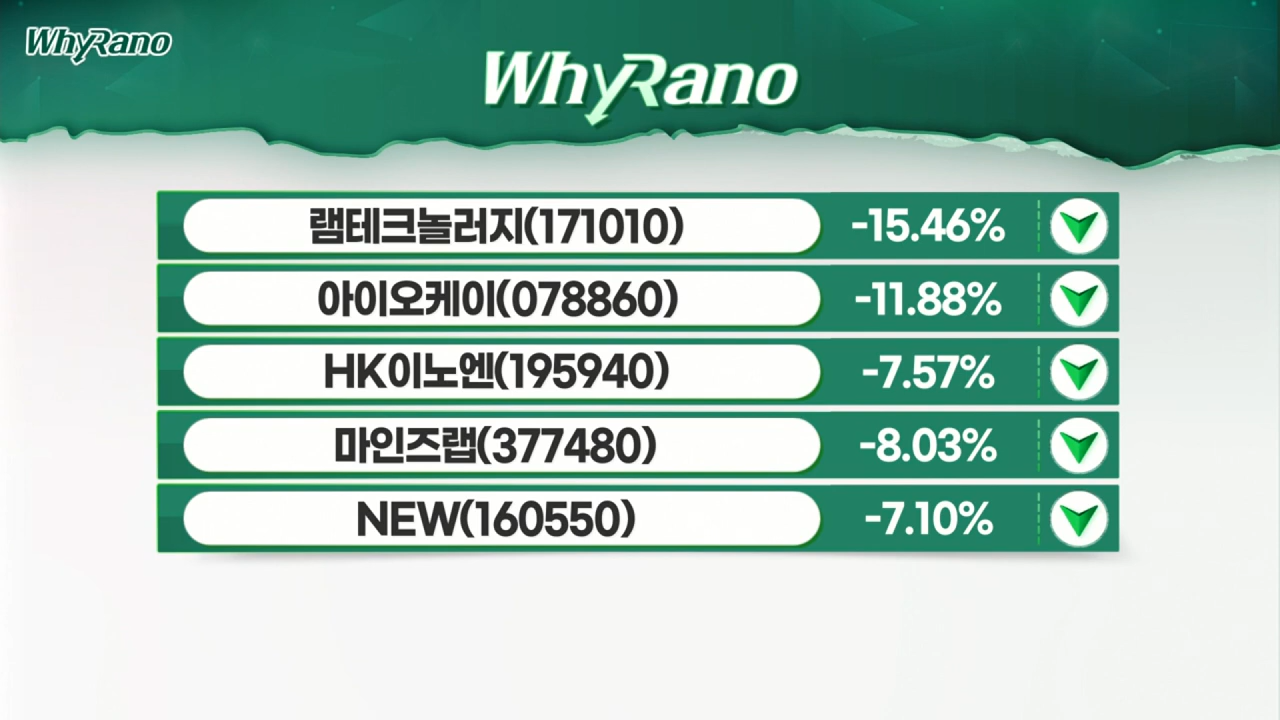 WhyRano
WhyRano
램테크놀러지(171010) -15.46%
아이오케이(078860) -11.88%
HK이노엔(195940) -7.57%
마인즈랩(377480) -8.03%
NEW(160550) -7.10%